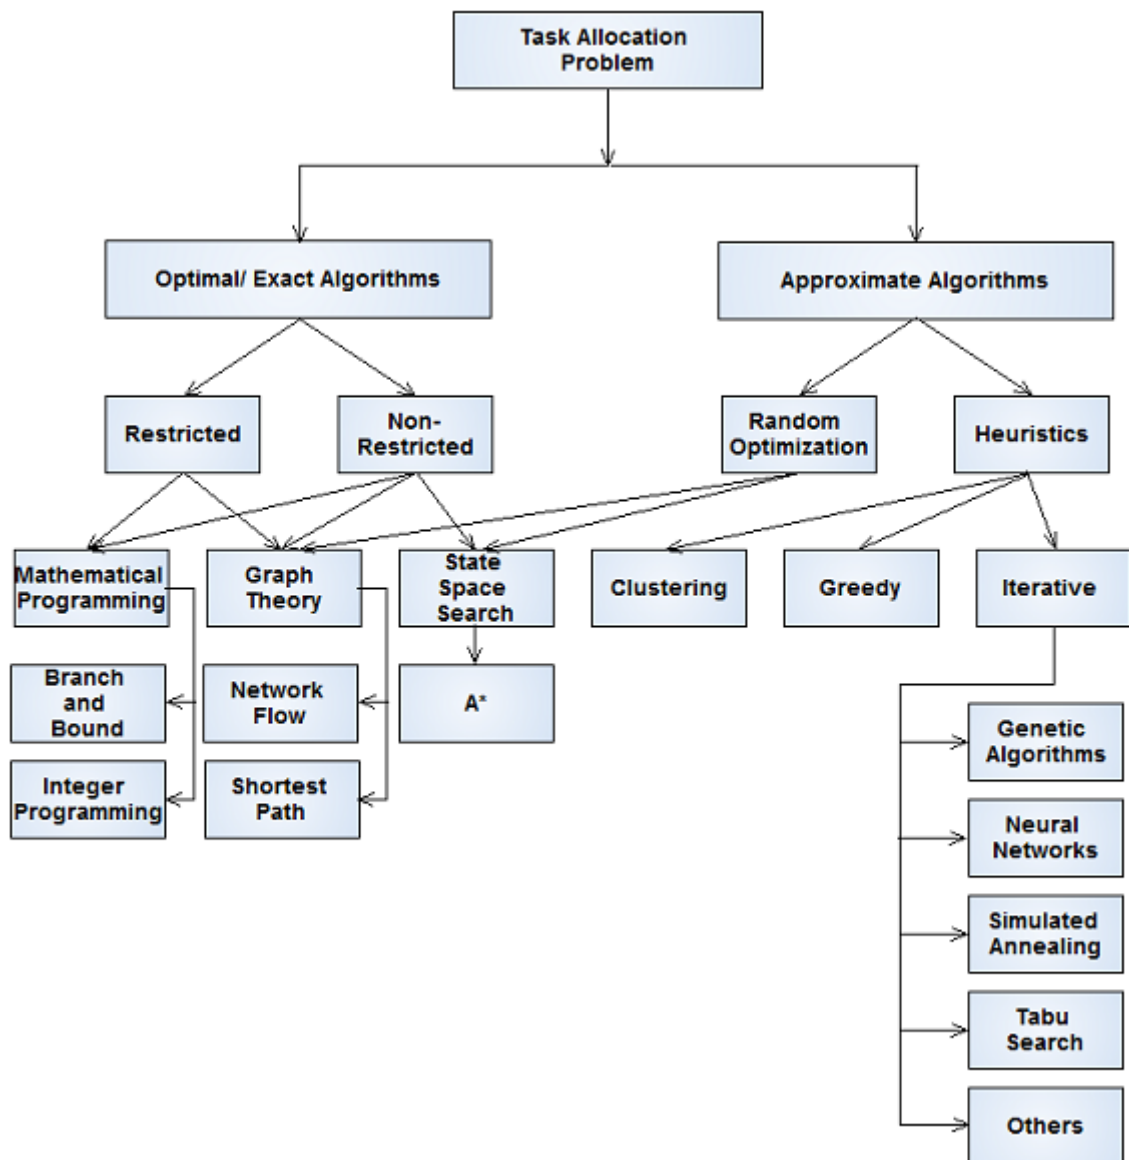 Task Allocation
Problem
Optimal/ Exact Algorithms
Approximate Algorithms
Restricted
Non-
Restricted
Random
Optimization
Heuristics
Mathematical
Programming
Graph
Theory
State
Space
Search
Clustering
Greedy
Iterative
Branch
and
Bound
Network
Flow
A*
Genetic
Algorithms
Integer
Programming
Shortest
Path
Neural
Networks
Simulated
Annealing
Tabu
Search
Others